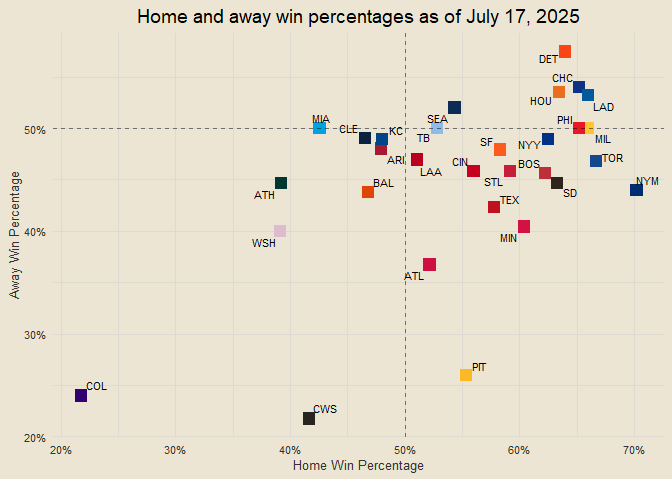 Home and away win percentages as of July 17, 2025
DET
CHC
HOU
LAD
MIA
SEA
PHI
50%
CLE
KC
TB
MIL
SF
NYY
ARI
CIN
BOS
TOR
LAA
STL
NYM
BAL
ATH
SD
TEX
40%
WSH
MIN
ATL
Away Win Percentage
30%
PIT
COL
CWS
20%
20%
30%
40%
50%
60%
70%
Home Win Percentage